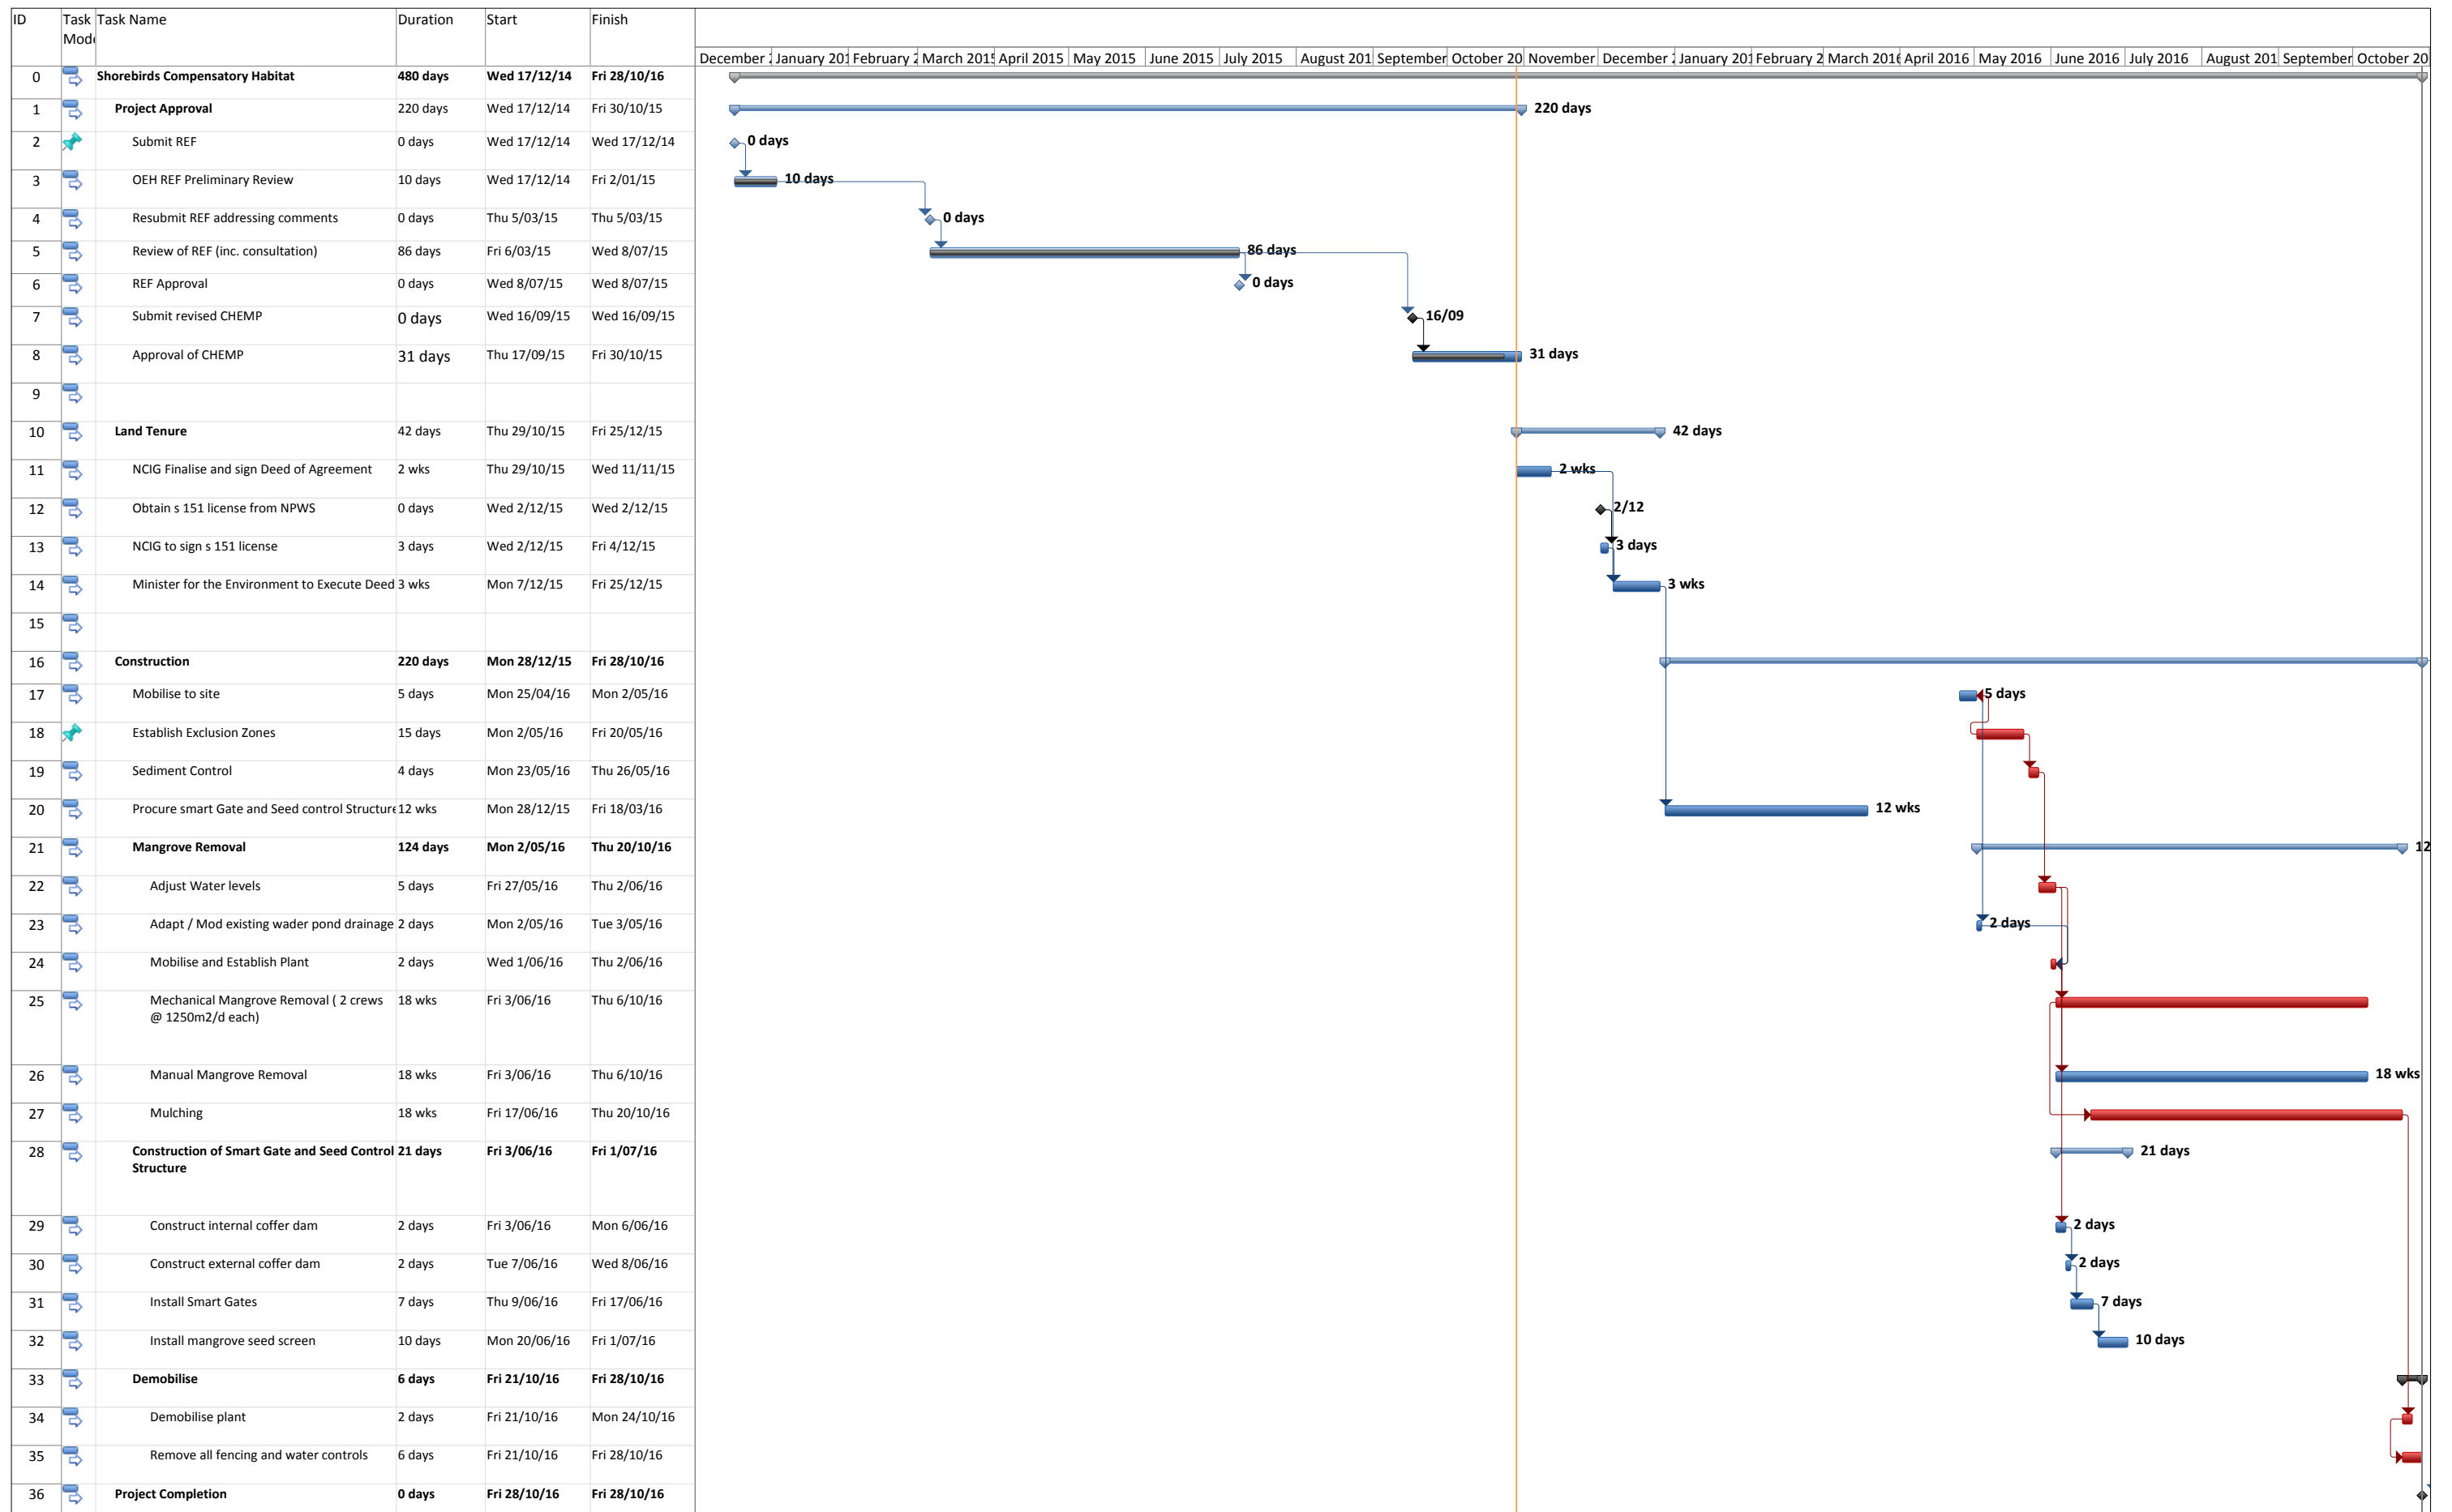 ID Task Task Name Duration Start Finish
Mode
December 2 January 201 February 2 March 2015 April 2015 May 2015 June 2015 July 2015 August 201 September October 20 November December 2 January 201 February 2 March 2016 April 2016 May 2016 June 2016 July 2016 August 201 September October 20
0 Shorebirds Compensatory Habitat 480 days Wed 17/12/14 Fri 28/10/16
1 Project Approval 220 days Wed 17/12/14 Fri 30/10/15 220 days
2 Submit REF 0 days Wed 17/12/14 Wed 17/12/14 0 days
3 OEH REF Preliminary Review 10 days Wed 17/12/14 Fri 2/01/15 10 days
4 Resubmit REF addressing comments 0 days Thu 5/03/15 Thu 5/03/15 0 days
5 Review of REF (inc. consultation) 86 days Fri 6/03/15 Wed 8/07/15 86 days
6 REF Approval 0 days Wed 8/07/15 Wed 8/07/15 0 days
7 Submit revised CHEMP 0 days Wed 16/09/15 Wed 16/09/15 16/09
8 Approval of CHEMP 31 days Thu 17/09/15 Fri 30/10/15 31 days
9
10 Land Tenure 42 days Thu 29/10/15 Fri 25/12/15 42 days
11 NCIG Finalise and sign Deed of Agreement 2 wks Thu 29/10/15 Wed 11/11/15 2 wks
12 Obtain s 151 license from NPWS 0 days Wed 2/12/15 Wed 2/12/15 2/12
13 NCIG to sign s 151 license 3 days Wed 2/12/15 Fri 4/12/15 3 days
14 Minister for the Environment to Execute Deed 3 wks Mon 7/12/15 Fri 25/12/15 3 wks
15
16 Construction 220 days Mon 28/12/15 Fri 28/10/16
17 Mobilise to site 5 days Mon 25/04/16 Mon 2/05/16 5 days
18 Establish Exclusion Zones 15 days Mon 2/05/16 Fri 20/05/16
19 Sediment Control 4 days Mon 23/05/16 Thu 26/05/16
20 Procure smart Gate and Seed control Structure 12 wks Mon 28/12/15 Fri 18/03/16 12 wks
21 Mangrove Removal 124 days Mon 2/05/16 Thu 20/10/16 12
22 Adjust Water levels 5 days Fri 27/05/16 Thu 2/06/16
23 Adapt / Mod existing wader pond drainage 2 days Mon 2/05/16 Tue 3/05/16 2 days
24 Mobilise and Establish Plant 2 days Wed 1/06/16 Thu 2/06/16
25 Mechanical Mangrove Removal ( 2 crews 18 wks Fri 3/06/16 Thu 6/10/16
@ 1250m2/d each)
26 Manual Mangrove Removal 18 wks Fri 3/06/16 Thu 6/10/16 18 wks
27 Mulching 18 wks Fri 17/06/16 Thu 20/10/16
28 Construction of Smart Gate and Seed Control 21 days Fri 3/06/16 Fri 1/07/16 21 days
Structure
29 Construct internal coffer dam 2 days Fri 3/06/16 Mon 6/06/16 2 days
30 Construct external coffer dam 2 days Tue 7/06/16 Wed 8/06/16 2 days
31 Install Smart Gates 7 days Thu 9/06/16 Fri 17/06/16 7 days
32 Install mangrove seed screen 10 days Mon 20/06/16 Fri 1/07/16 10 days
33 Demobilise 6 days Fri 21/10/16 Fri 28/10/16
34 Demobilise plant 2 days Fri 21/10/16 Mon 24/10/16
35 Remove all fencing and water controls 6 days Fri 21/10/16 Fri 28/10/16
36 Project Completion 0 days Fri 28/10/16 Fri 28/10/16